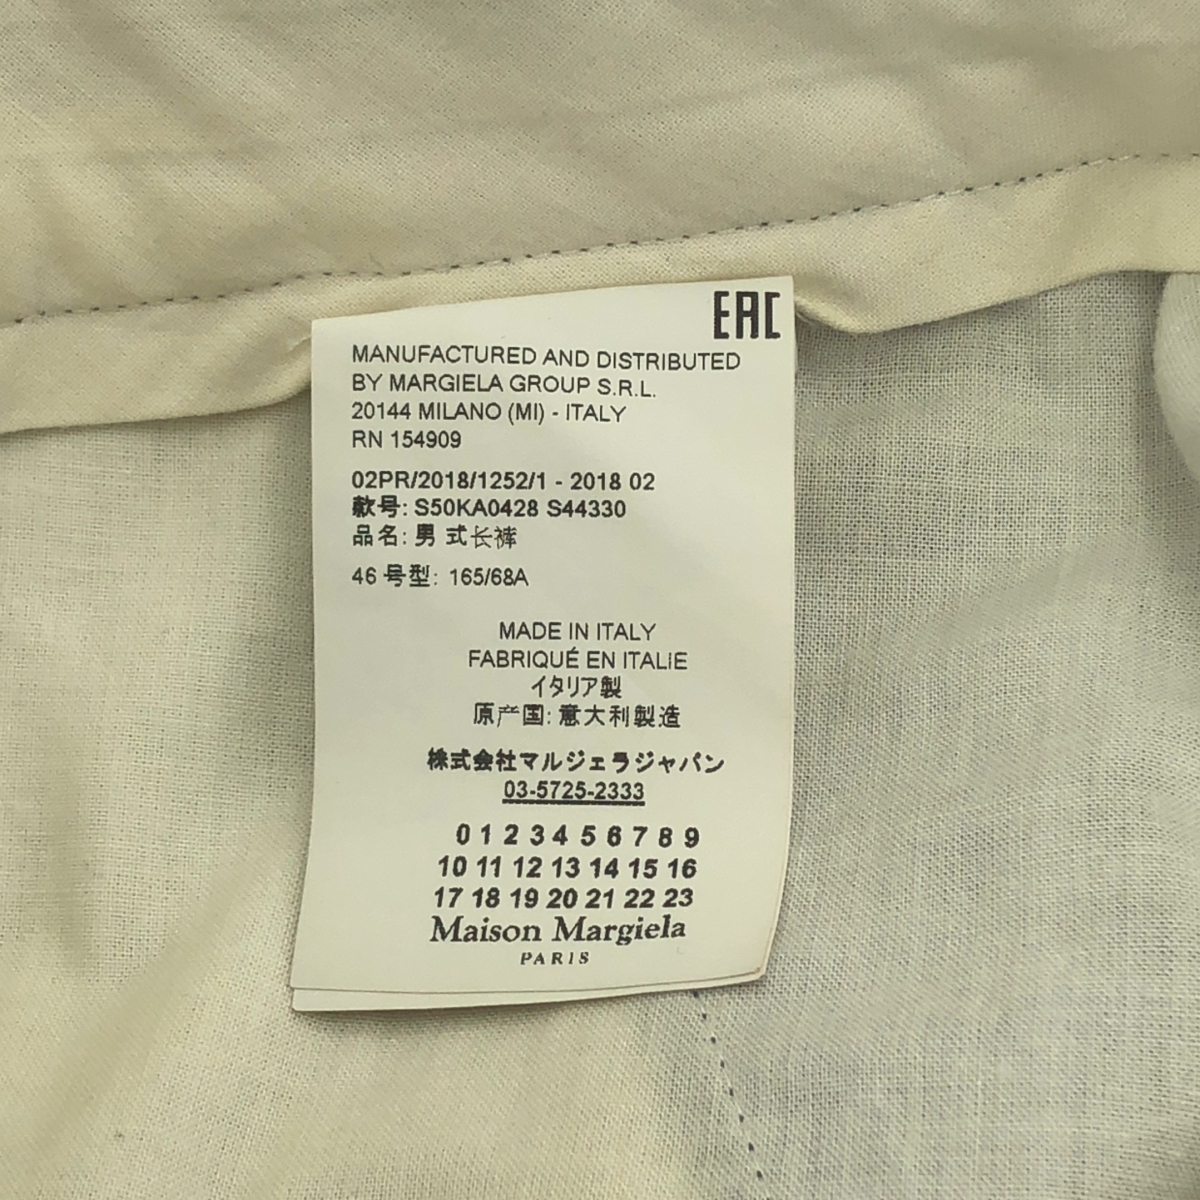 EAC
MANUFACTURED AND DISTRIBUTED
BY MARGIELA GROUP S.R.L.
20144 MILANO (MI) - ITALY
RN 154909
02PR/2018/1252/1 - 2018 02
款号: S50KA0428 S44330
品名: 男 式长裤
46 号型: 165/68A
MADE IN ITALY
FABRIQUÉ EN ITALIE
イタリア製
原产国: 意大利製造
株式会社マルジェラジャパン
03-5725-2333
0 1 2 3 4 5 6 7 8 9
10 11 12 13 14 15 16
17 18 19 20 21 22 23
Maison Margiela
PARIS